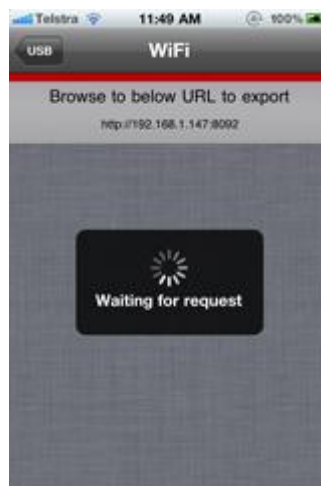 Telstra 11:49 AM 100%
USB WiFi
Browse to below URL to export
http://192.168.1.147:8092
Waiting for request